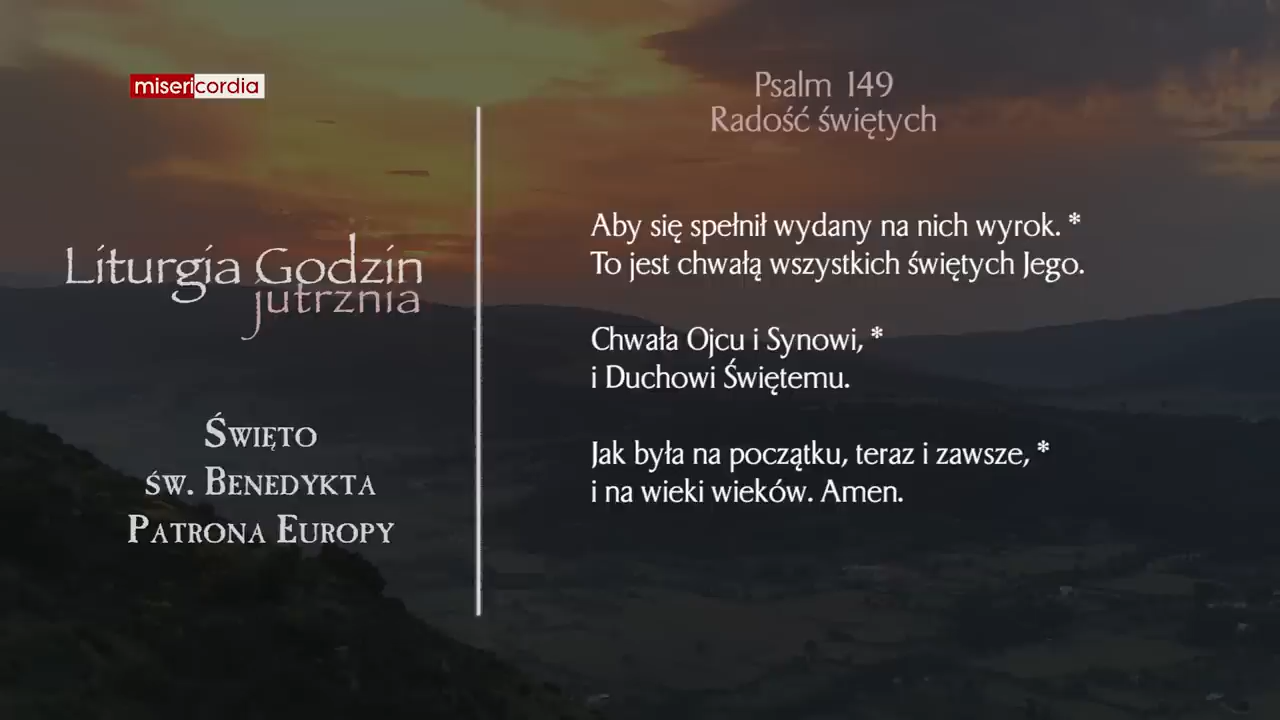 misericordia
Liturgia Godzin
jutrznia
Święto
św. Benedykta
Patrona Europy
Psalm 149
Radość świętych
Aby się spełnił wydany na nich wyrok. *
To jest chwałą wszystkich świętych Jego.
Chwała Ojcu i Synowi, *
i Duchowi Świętemu.
Jak była na początku, teraz i zawsze, *
i na wieki wieków. Amen.